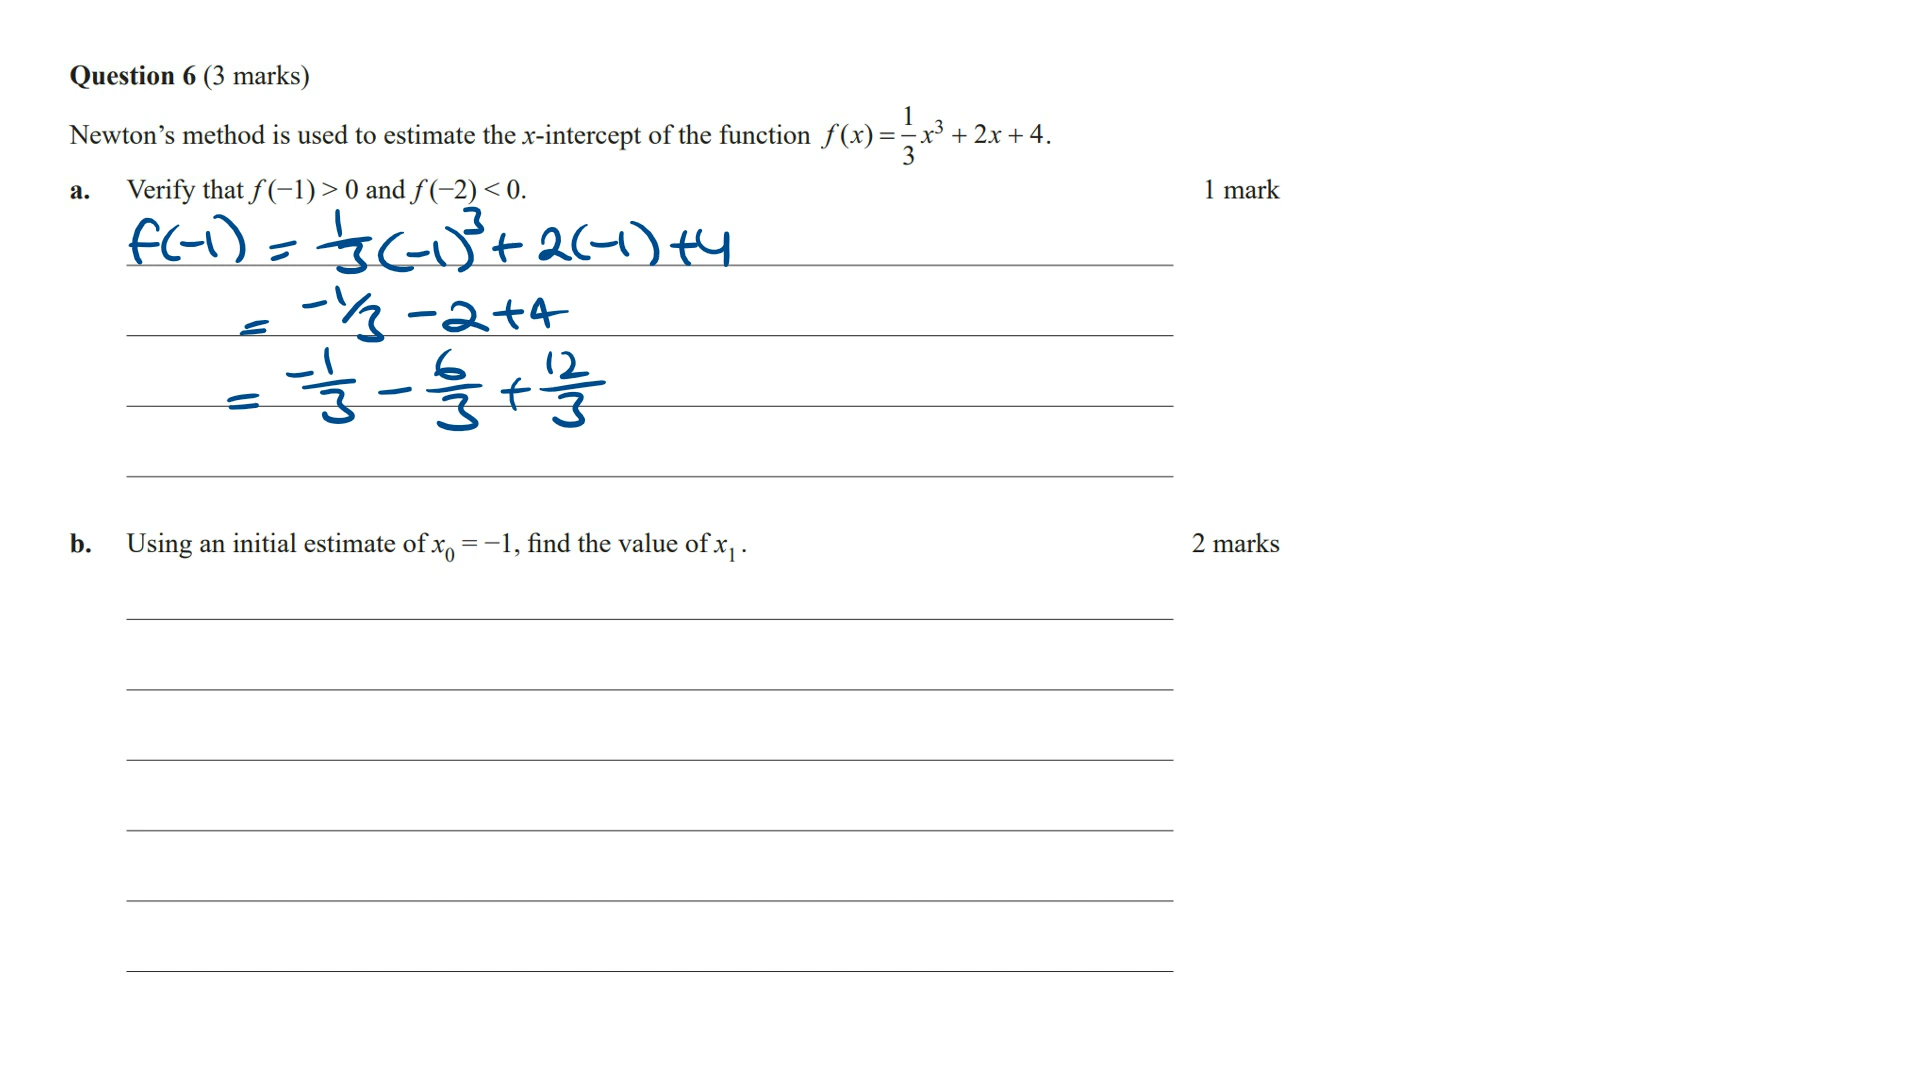 Question 6 (3 marks)
Newton’s method is used to estimate the x-intercept of the function f(x) = 1/3 x³ + 2x + 4.
a. Verify that f(−1) > 0 and f(−2) < 0. 1 mark
f(-1) = 1/3 (-1)³ + 2(-1) + 4
= -1/3 - 2 + 4
= -1/3 - 6/3 + 12/3
b. Using an initial estimate of x₀ = −1, find the value of x₁. 2 marks